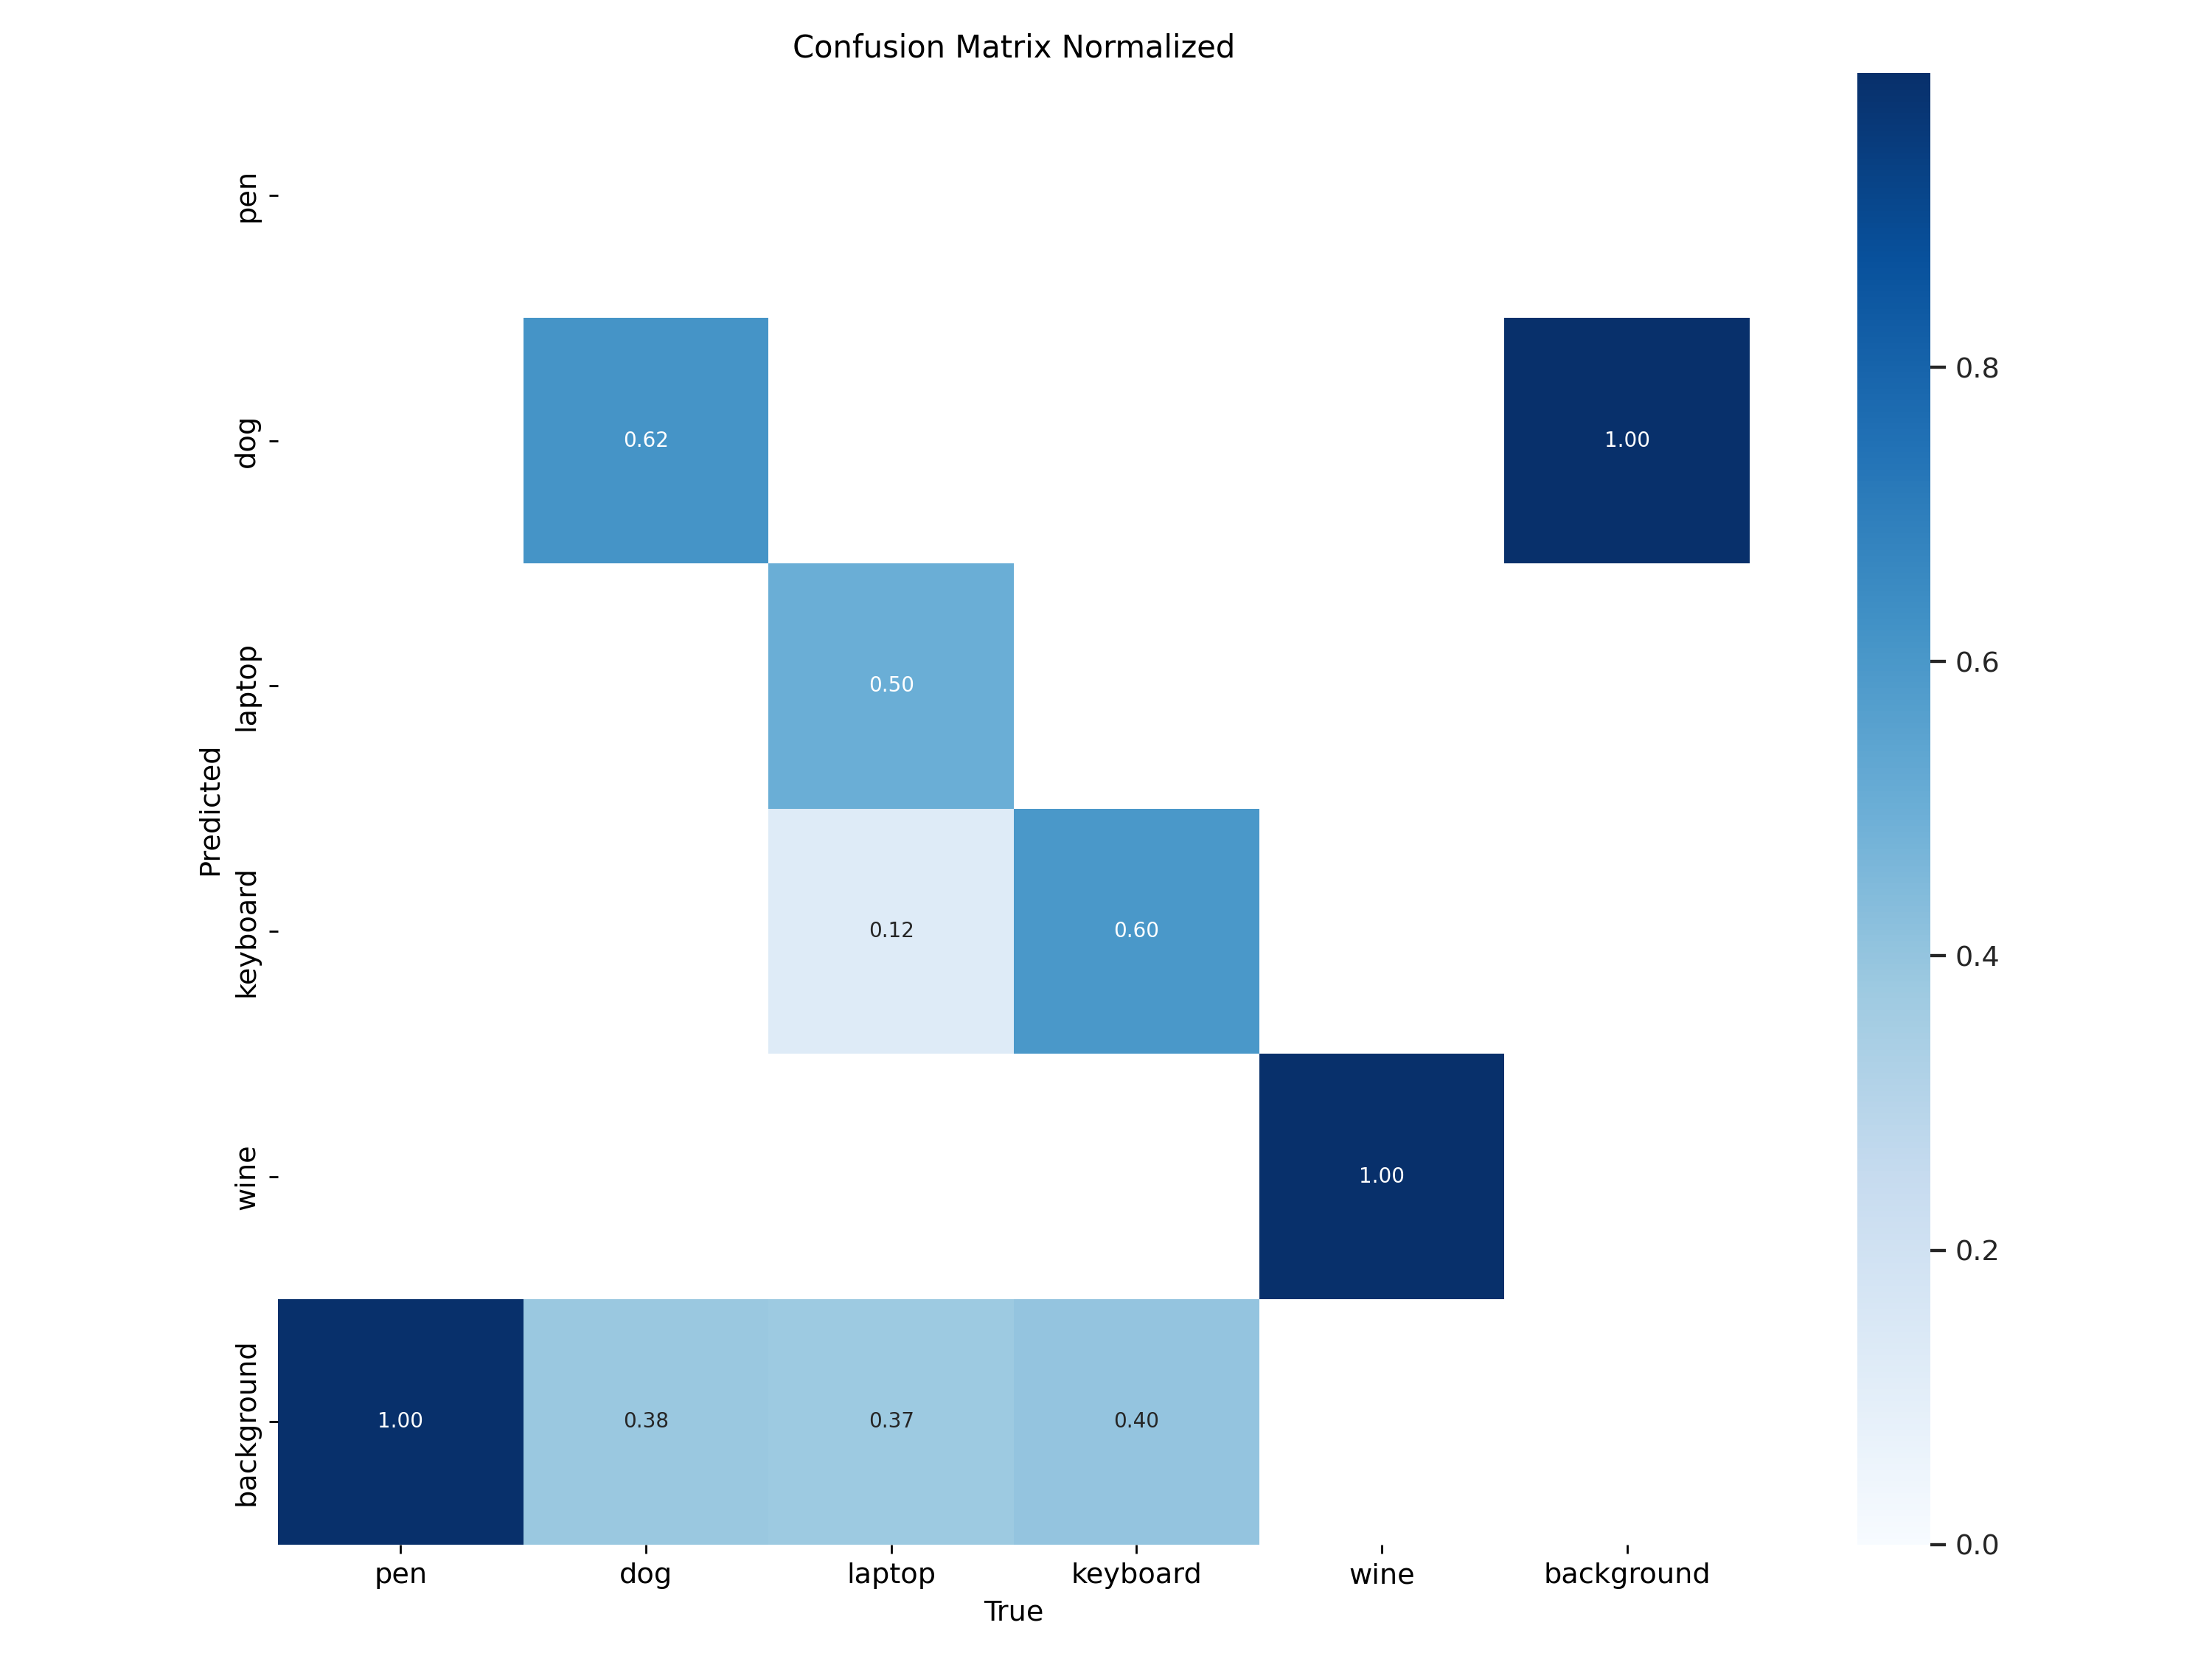 Confusion Matrix Normalized
pen
dog
laptop
keyboard
wine
background
Predicted
0.62
1.00
0.50
0.12
0.60
1.00
1.00
0.38
0.37
0.40
pen
dog
laptop
keyboard
wine
background
True
0.8
0.6
0.4
0.2
0.0